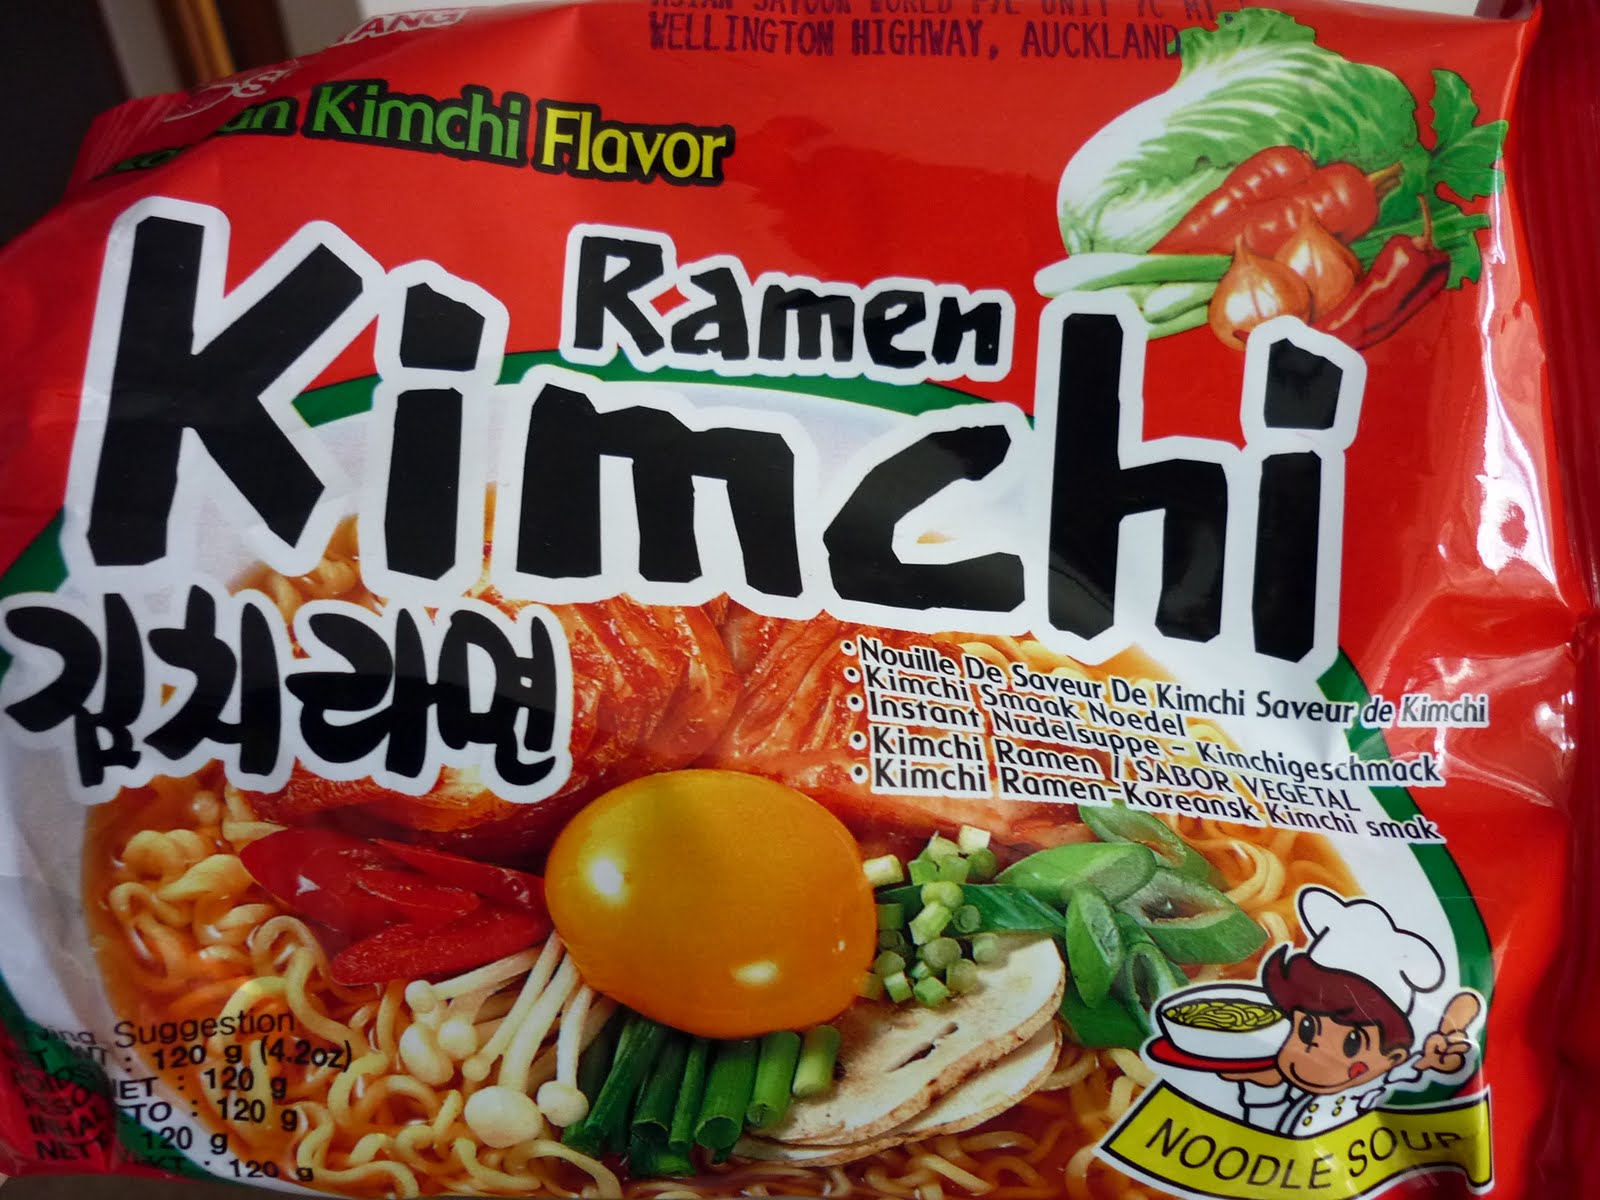 WELLINGTON HIGHWAY, AUCKLAND
Kimchi Flavor
Ramen
Kimchi
김치라면
•Nouille De Saveur De Kimchi Saveur de Kimchi
•Kimchi Smaak Noedel
•Instant Nudelsuppe - Kimchigeschmack
•Kimchi Ramen / SABOR VEGETAL
•Kimchi Ramen-Koreansk Kimchi smak
Suggestion
: 120 g (4.2oz)
: 120 g
: 120 g
120 g
: 120 g
NOODLE SOUP